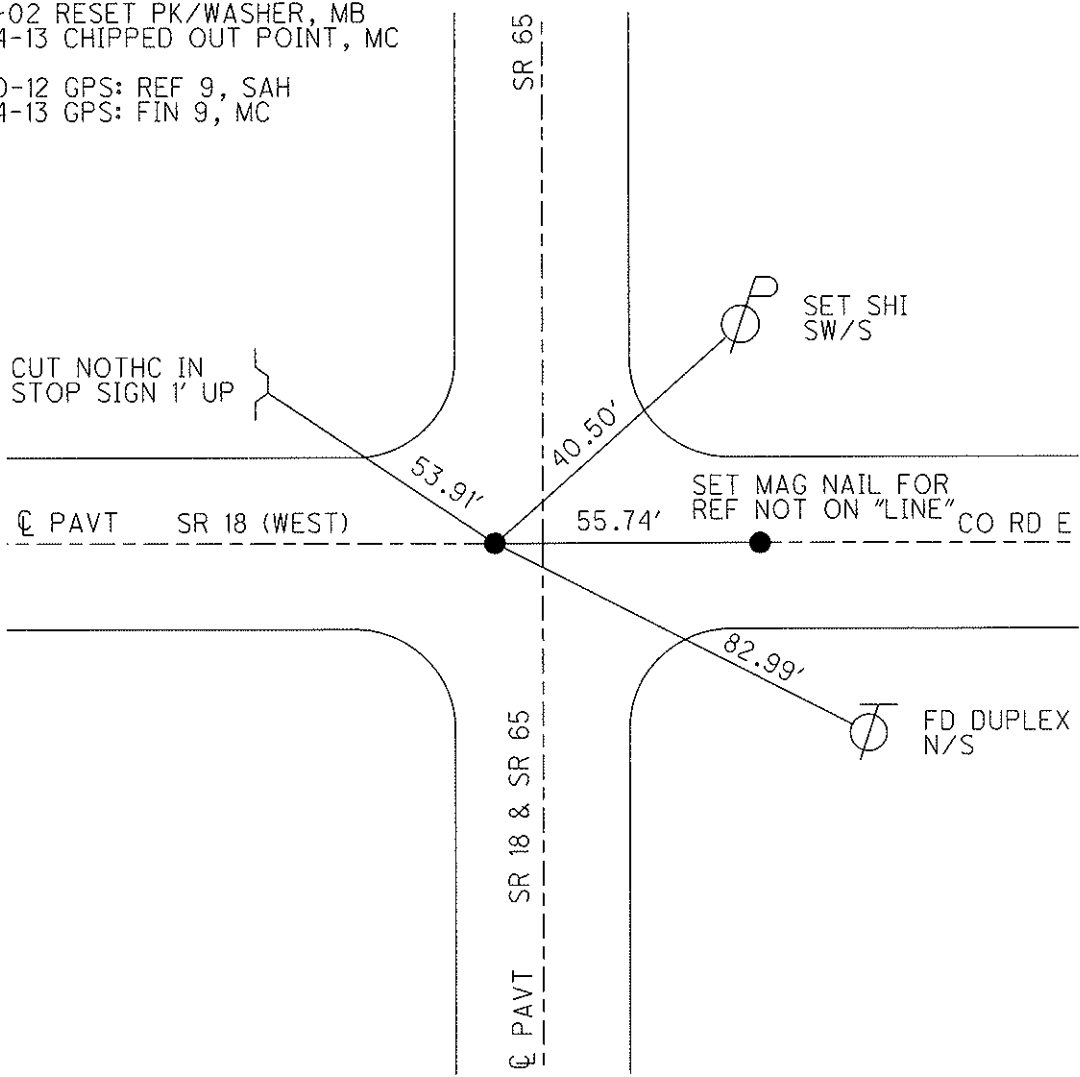 -02 RESET PK/WASHER, MB
4-13 CHIPPED OUT POINT, MC
0-12 GPS: REF 9, SAH
4-13 GPS: FIN 9, MC
SR 65
SET SHI
SW/S
CUT NOTHC IN
STOP SIGN 1' UP
40.50'
53.91'
SET MAG NAIL FOR
REF NOT ON "LINE"
℄ PAVT SR 18 (WEST)
55.74'
CO RD E
82.99'
FD DUPLEX
N/S
SR 18 & SR 65
℄ PAVT